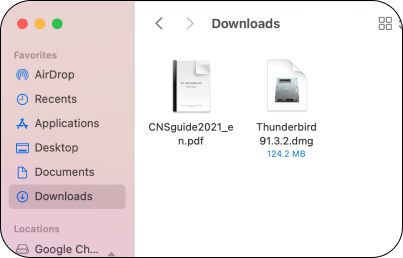 Downloads
Favorites
AirDrop
Recents
Applications
Desktop
Documents
Downloads
Locations
Google Ch...
CNSguide2021_e
n.pdf
Thunderbird
91.3.2.dmg
124.2 MB